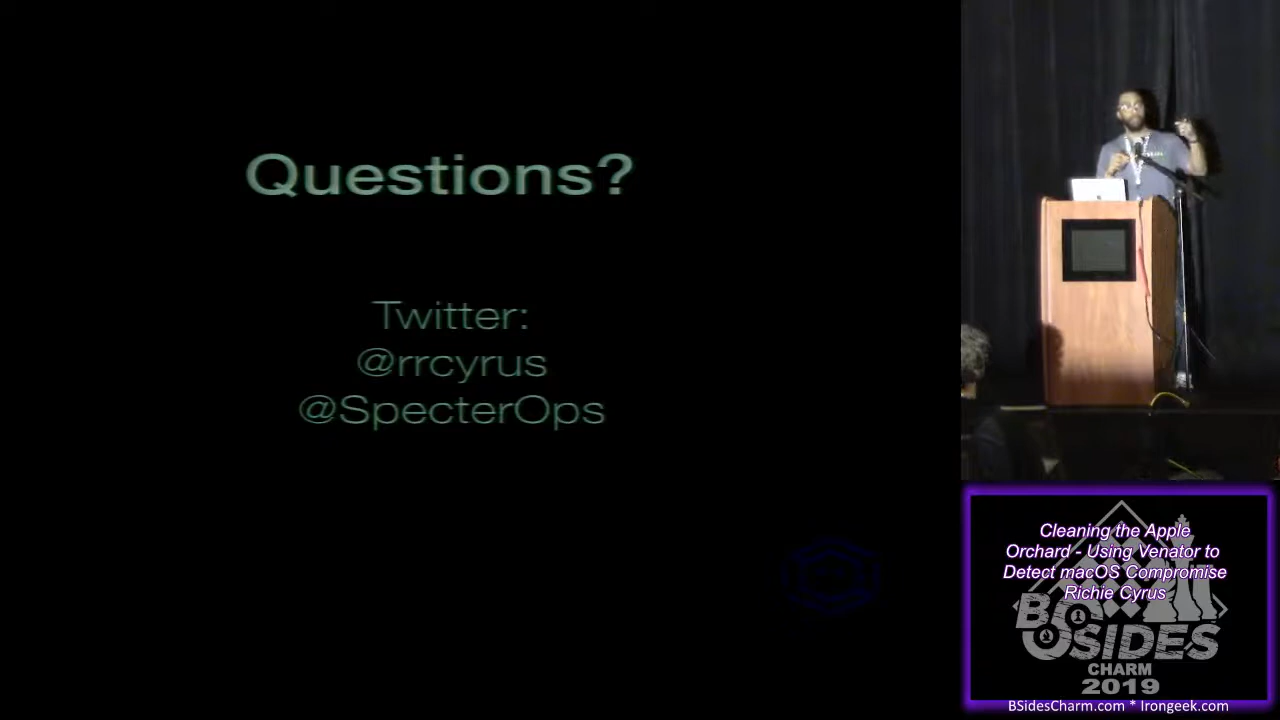 Questions?
Twitter:
@rrcyrus
@SpecterOps
Cleaning the Apple
Orchard - Using Venator to
Detect macOS Compromise
Richie Cyrus
BSIDES
CHARM
2019
BSidesCharm.com * Irongeek.com